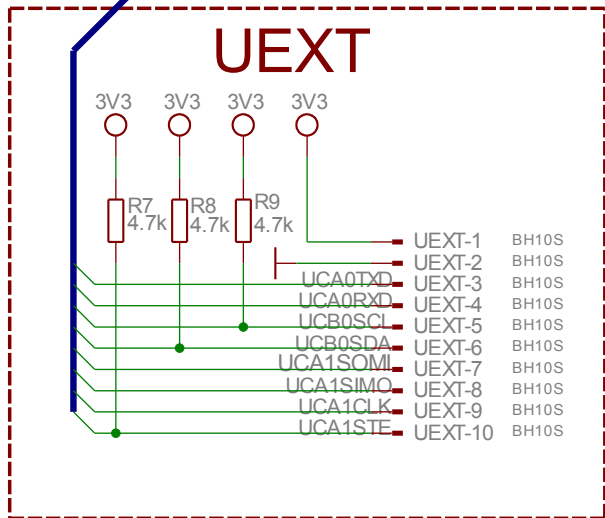 UEXT
3V3 3V3 3V3 3V3
R7 R8 R9
4.7k 4.7k 4.7k
UEXT-1 BH10S
UEXT-2 BH10S
UCA0TXD UEXT-3 BH10S
UCA0RXD UEXT-4 BH10S
UCB0SCL UEXT-5 BH10S
UCB0SDA UEXT-6 BH10S
UCA1SOMI UEXT-7 BH10S
UCA1SIMO UEXT-8 BH10S
UCA1CLK UEXT-9 BH10S
UCA1STE UEXT-10 BH10S